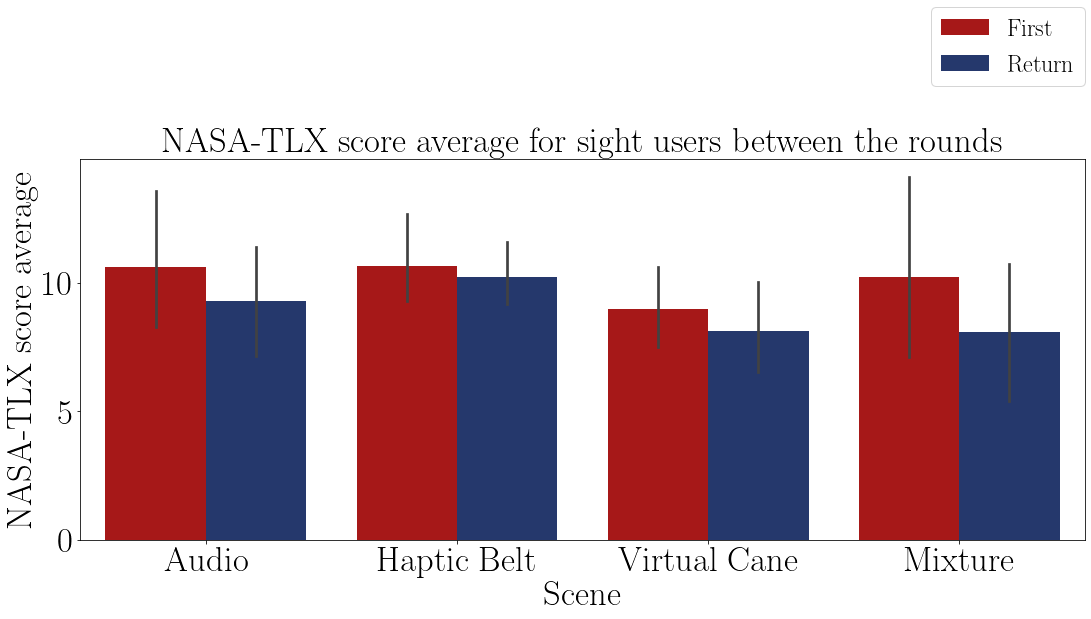 First
Return
NASA-TLX score average for sight users between the rounds
NASA-TLX score average
10
5
0
Audio
Haptic Belt
Virtual Cane
Mixture
Scene